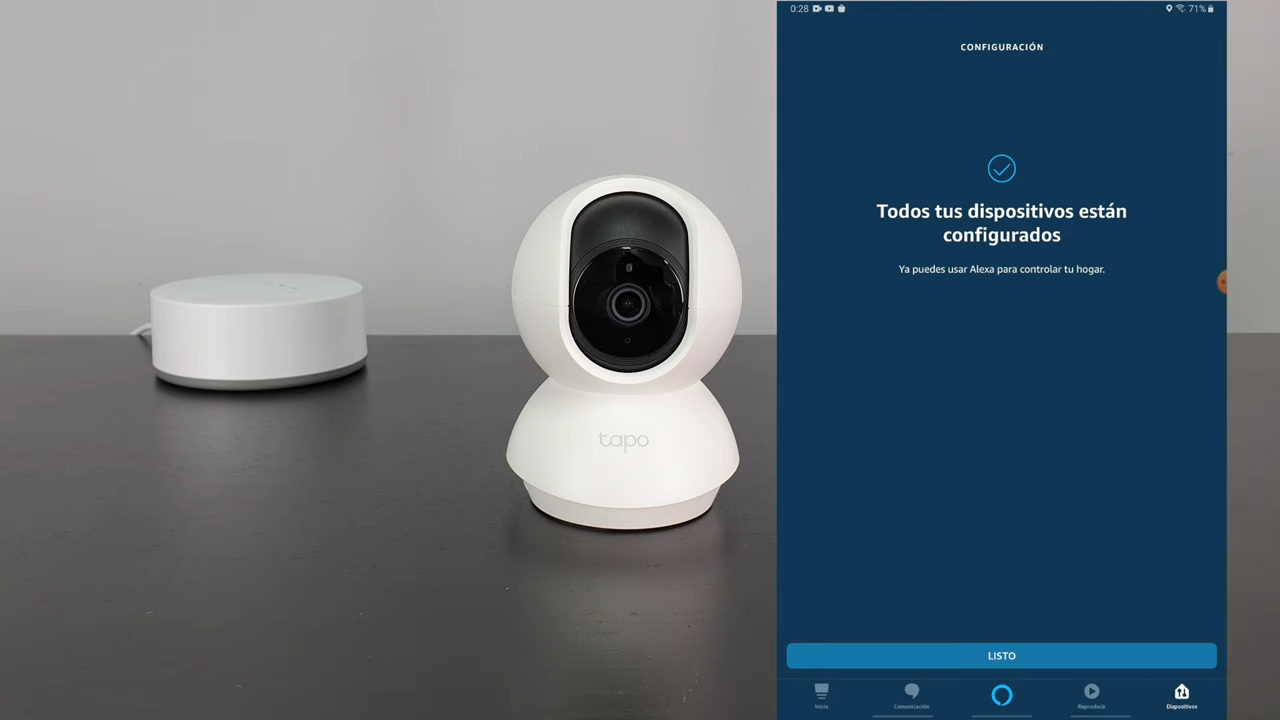 tapo
0:28
71%
CONFIGURACIÓN
Todos tus dispositivos están
configurados
Ya puedes usar Alexa para controlar tu hogar.
LISTO
Inicio
Comunicación
Reproducir
Dispositivos